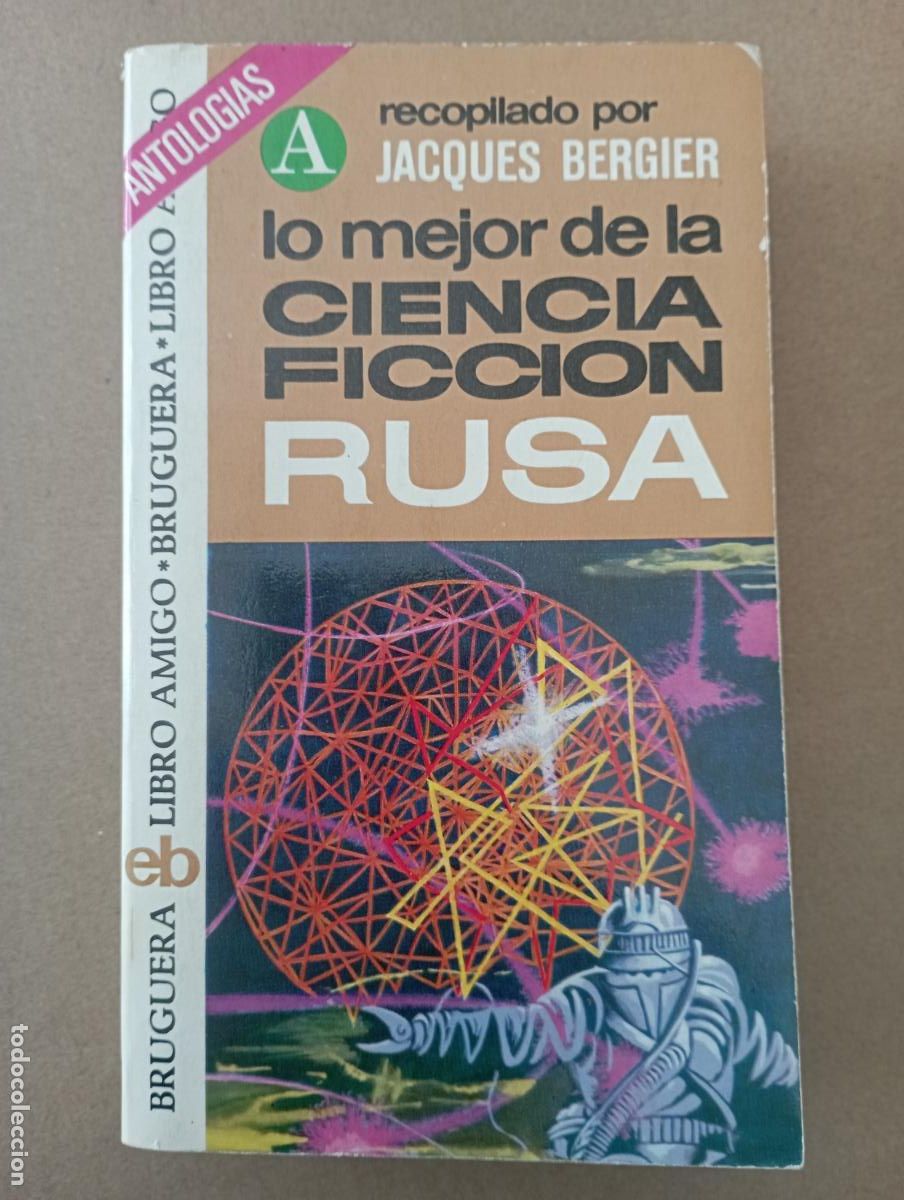 ANTOLOGIAS
A
recopilado por
JACQUES BERGIER
lo mejor de la
CIENCIA
FICCION
RUSA
BRUGUERA eb LIBRO AMIGO*BRUGUERA*LIBRO A GO
todocoleccion